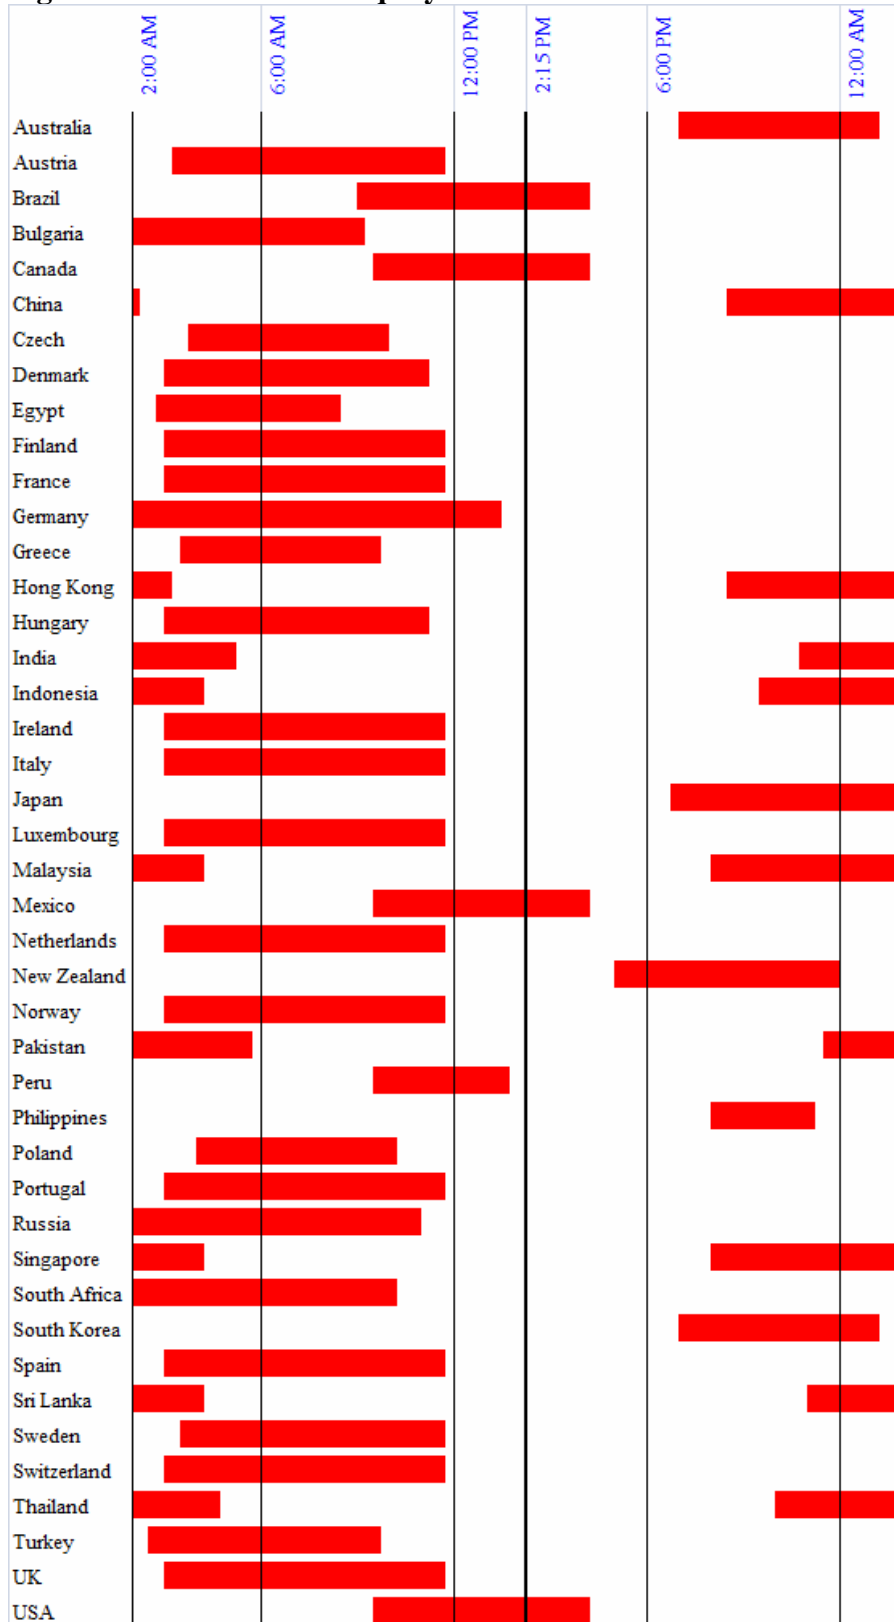 2:00 AM
6:00 AM
12:00 PM
2:15 PM
6:00 PM
12:00 AM
Australia
Austria
Brazil
Bulgaria
Canada
China
Czech
Denmark
Egypt
Finland
France
Germany
Greece
Hong Kong
Hungary
India
Indonesia
Ireland
Italy
Japan
Luxembourg
Malaysia
Mexico
Netherlands
New Zealand
Norway
Pakistan
Peru
Philippines
Poland
Portugal
Russia
Singapore
South Africa
South Korea
Spain
Sri Lanka
Sweden
Switzerland
Thailand
Turkey
UK
USA